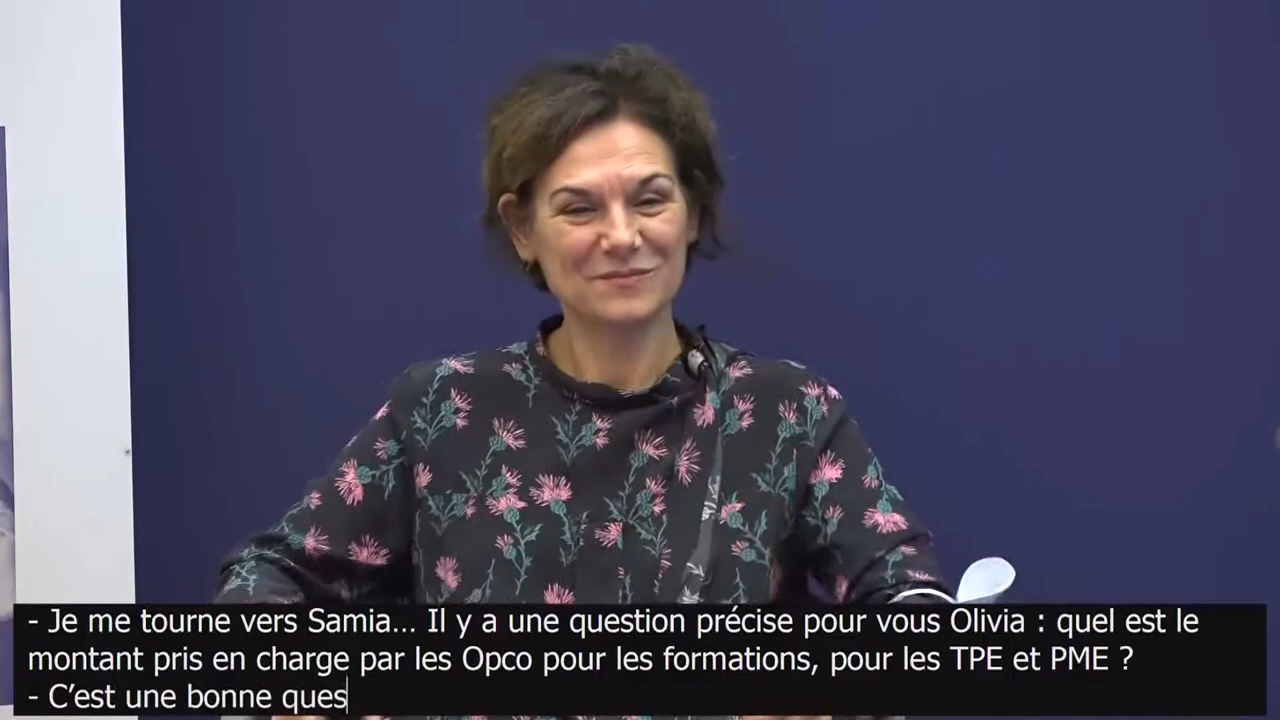 - Je me tourne vers Samia… Il y a une question précise pour vous Olivia : quel est le
montant pris en charge par les Opco pour les formations, pour les TPE et PME ?
- C’est une bonne ques